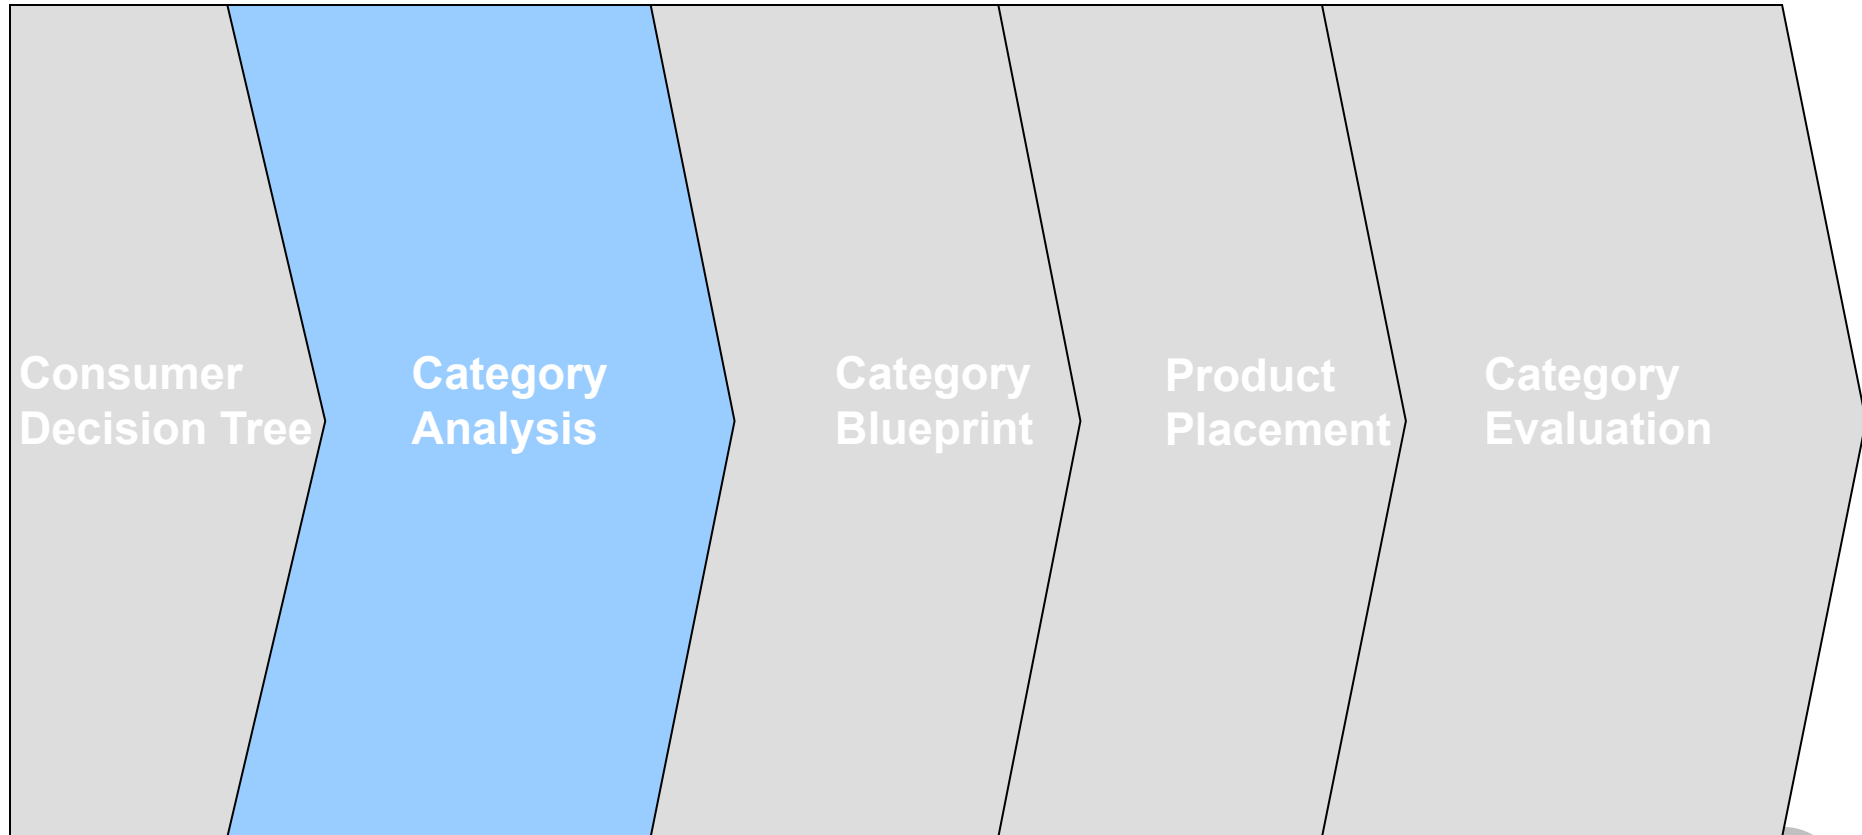 Consumer
Decision Tree
Category
Analysis
Category
Blueprint
Product
Placement
Category
Evaluation